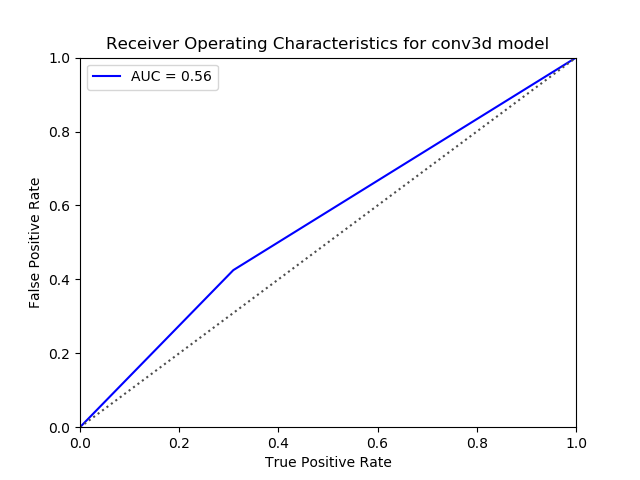 Receiver Operating Characteristics for conv3d model
AUC = 0.56
1.0
0.8
0.6
0.4
0.2
0.0
False Positive Rate
0.0 0.2 0.4 0.6 0.8 1.0
True Positive Rate